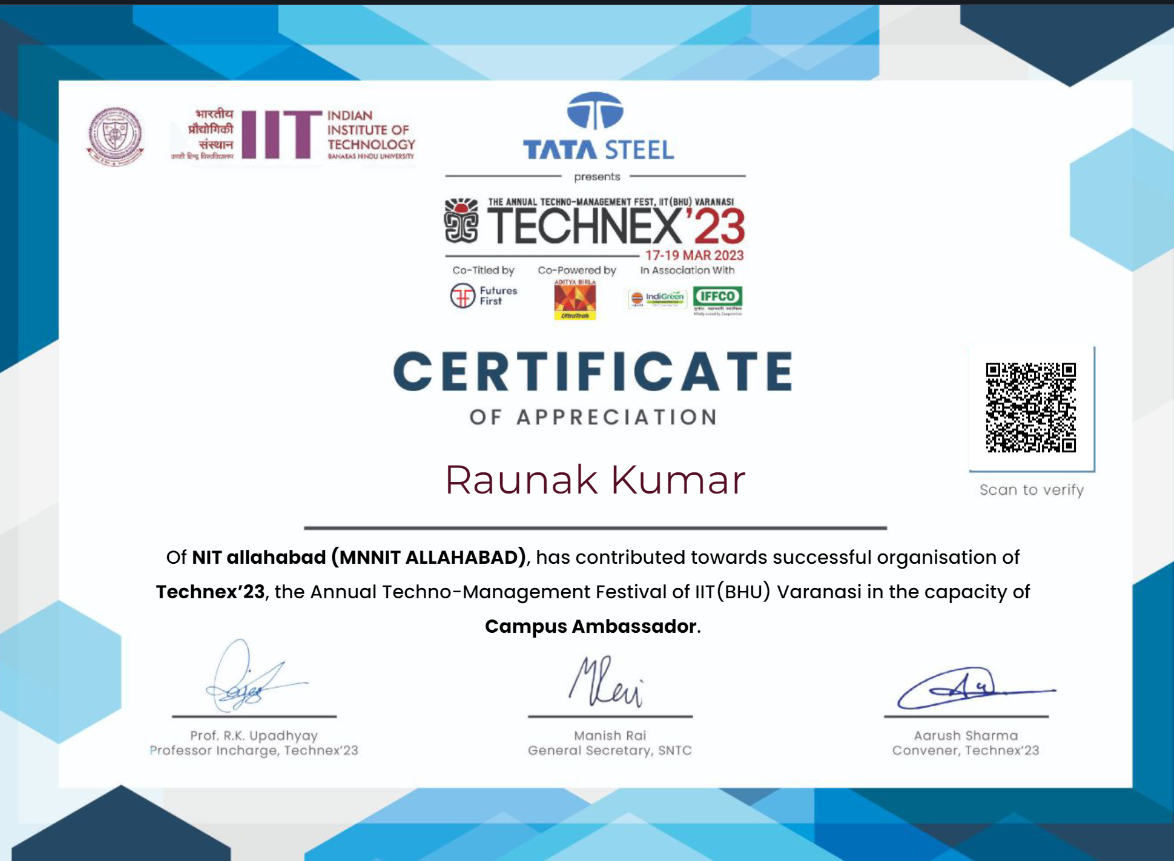 भारतीय
प्रौद्योगिकी
संस्थान
काशी हिन्दू विश्वविद्यालय
IIT
INDIAN
INSTITUTE OF
TECHNOLOGY
BANARAS HINDU UNIVERSITY
TATA STEEL
presents
THE ANNUAL TECHNO-MANAGEMENT FEST, IIT(BHU) VARANASI
TECHNEX'23
17-19 MAR 2023
Co-Titled by
Co-Powered by
In Association With
Futures
First
ADITYA BIRLA
UltraTech
IndiGreen
IFFCO
CERTIFICATE
OF APPRECIATION
Raunak Kumar
Scan to verify
Of NIT allahabad (MNNIT ALLAHABAD), has contributed towards successful organisation of
Technex'23, the Annual Techno-Management Festival of IIT(BHU) Varanasi in the capacity of
Campus Ambassador.
Prof. R.K. Upadhyay
Professor Incharge, Technex'23
Manish Rai
General Secretary, SNTC
Aarush Sharma
Convener, Technex'23